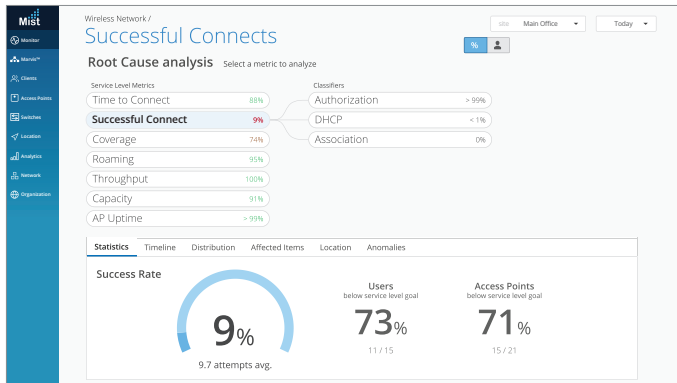 Mist
Wireless Network /
Successful Connects
site Main Office
Today
%
Root Cause analysis Select a metric to analyze
Monitor
Marvis™
Clients
Access Points
Switches
Location
Analytics
Network
Organization
Service Level Metrics
Time to Connect 88%
Successful Connect 9%
Coverage 74%
Roaming 95%
Throughput 100%
Capacity 91%
AP Uptime > 99%
Classifiers
Authorization > 99%
DHCP < 1%
Association 0%
Statistics Timeline Distribution Affected Items Location Anomalies
Success Rate
9%
9.7 attempts avg.
Users
below service level goal
73%
11 / 15
Access Points
below service level goal
71%
15 / 21